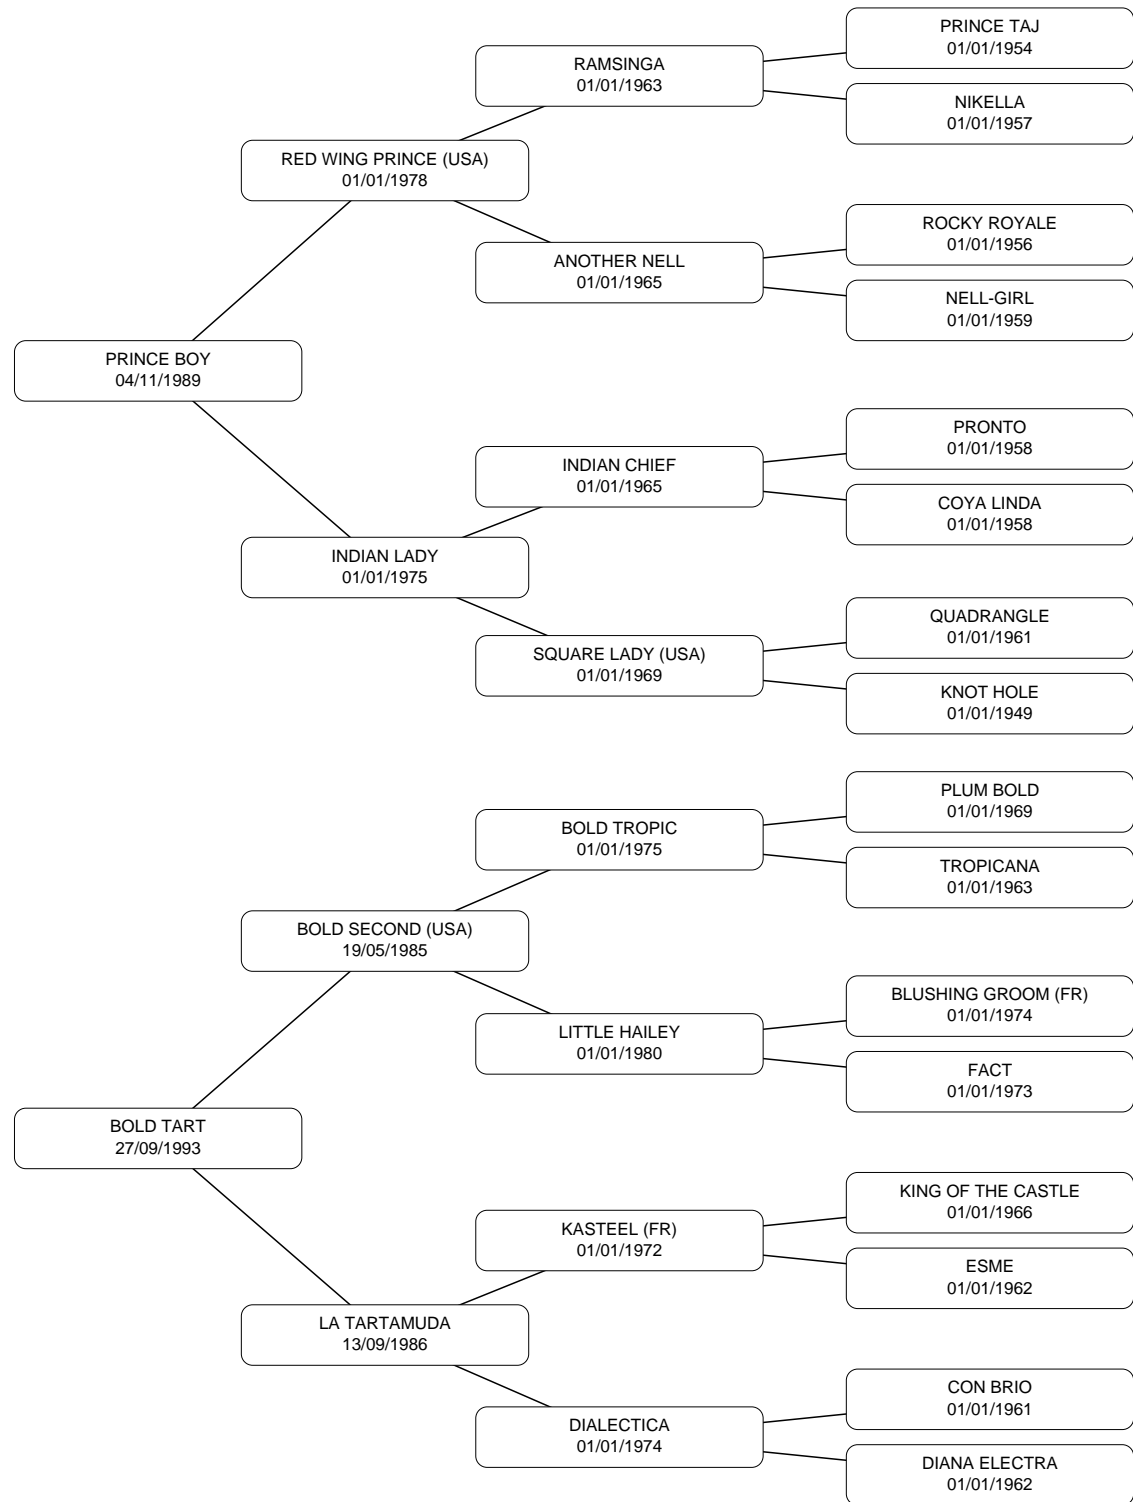 PRINCE TAJ
01/01/1954
RAMSINGA
01/01/1963
NIKELLA
01/01/1957
RED WING PRINCE (USA)
01/01/1978
ROCKY ROYALE
01/01/1956
ANOTHER NELL
01/01/1965
NELL-GIRL
01/01/1959
PRINCE BOY
04/11/1989
PRONTO
01/01/1958
INDIAN CHIEF
01/01/1965
COYA LINDA
01/01/1958
INDIAN LADY
01/01/1975
QUADRANGLE
01/01/1961
SQUARE LADY (USA)
01/01/1969
KNOT HOLE
01/01/1949
PLUM BOLD
01/01/1969
BOLD TROPIC
01/01/1975
TROPICANA
01/01/1963
BOLD SECOND (USA)
19/05/1985
BLUSHING GROOM (FR)
01/01/1974
LITTLE HAILEY
01/01/1980
FACT
01/01/1973
BOLD TART
27/09/1993
KING OF THE CASTLE
01/01/1966
KASTEEL (FR)
01/01/1972
ESME
01/01/1962
LA TARTAMUDA
13/09/1986
CON BRIO
01/01/1961
DIALECTICA
01/01/1974
DIANA ELECTRA
01/01/1962